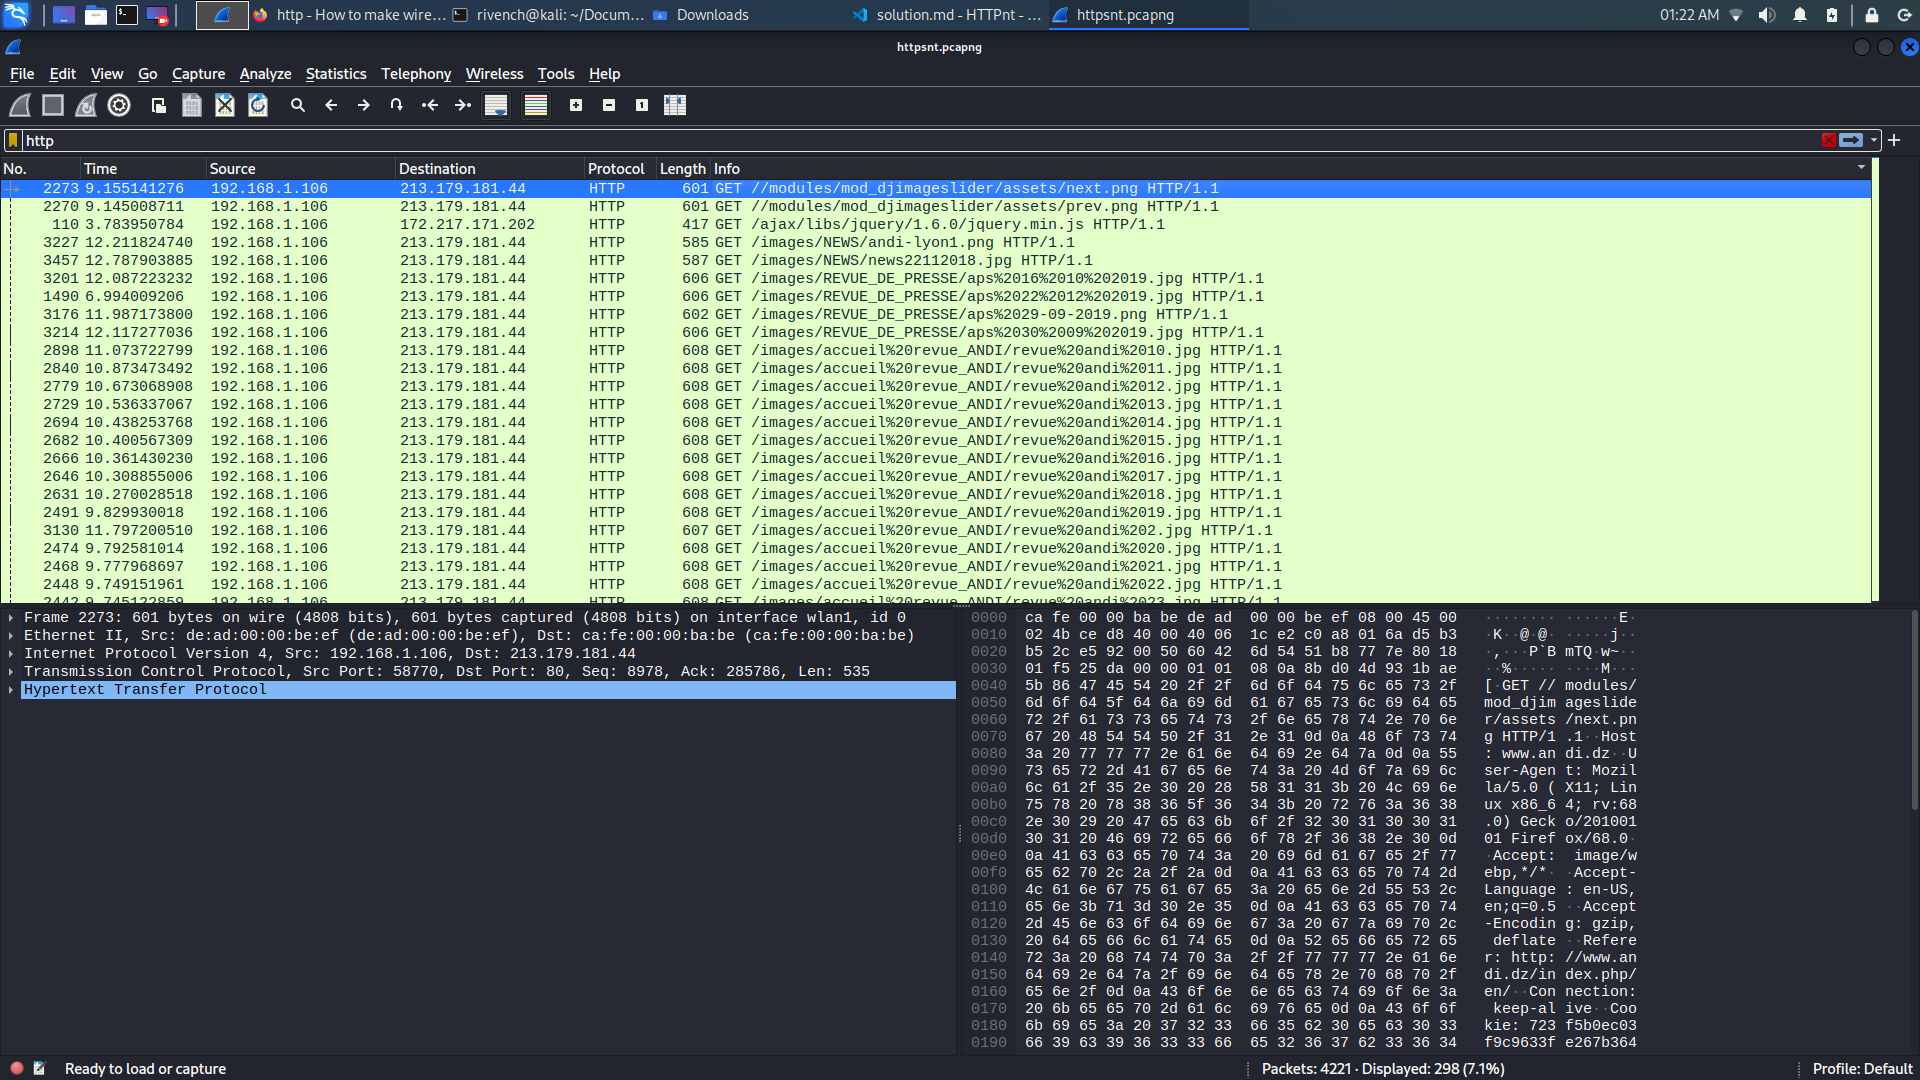 http - How to make wire...
rivench@kali: ~/Docum...
Downloads
solution.md - HTTPnt - ...
httpsnt.pcapng
01:22 AM
httpsnt.pcapng
File Edit View Go Capture Analyze Statistics Telephony Wireless Tools Help
http
No. Time Source Destination Protocol Length Info
2273 9.155141276 192.168.1.106 213.179.181.44 HTTP 601 GET //modules/mod_djimageslider/assets/next.png HTTP/1.1
2270 9.145008711 192.168.1.106 213.179.181.44 HTTP 601 GET //modules/mod_djimageslider/assets/prev.png HTTP/1.1
110 3.783950784 192.168.1.106 172.217.171.202 HTTP 417 GET /ajax/libs/jquery/1.6.0/jquery.min.js HTTP/1.1
3227 12.211824740 192.168.1.106 213.179.181.44 HTTP 585 GET /images/NEWS/andi-lyon1.png HTTP/1.1
3457 12.787903885 192.168.1.106 213.179.181.44 HTTP 587 GET /images/NEWS/news22112018.jpg HTTP/1.1
3201 12.087223232 192.168.1.106 213.179.181.44 HTTP 606 GET /images/REVUE_DE_PRESSE/aps%2016%2010%202019.jpg HTTP/1.1
1490 6.994009206 192.168.1.106 213.179.181.44 HTTP 606 GET /images/REVUE_DE_PRESSE/aps%2022%2012%202019.jpg HTTP/1.1
3176 11.987173800 192.168.1.106 213.179.181.44 HTTP 602 GET /images/REVUE_DE_PRESSE/aps%2029-09-2019.png HTTP/1.1
3214 12.117277036 192.168.1.106 213.179.181.44 HTTP 606 GET /images/REVUE_DE_PRESSE/aps%2030%2009%202019.jpg HTTP/1.1
2898 11.073722799 192.168.1.106 213.179.181.44 HTTP 608 GET /images/accueil%20revue_ANDI/revue%20andi%2010.jpg HTTP/1.1
2840 10.873473492 192.168.1.106 213.179.181.44 HTTP 608 GET /images/accueil%20revue_ANDI/revue%20andi%2011.jpg HTTP/1.1
2779 10.673068908 192.168.1.106 213.179.181.44 HTTP 608 GET /images/accueil%20revue_ANDI/revue%20andi%2012.jpg HTTP/1.1
2729 10.536337067 192.168.1.106 213.179.181.44 HTTP 608 GET /images/accueil%20revue_ANDI/revue%20andi%2013.jpg HTTP/1.1
2694 10.438253768 192.168.1.106 213.179.181.44 HTTP 608 GET /images/accueil%20revue_ANDI/revue%20andi%2014.jpg HTTP/1.1
2682 10.400567309 192.168.1.106 213.179.181.44 HTTP 608 GET /images/accueil%20revue_ANDI/revue%20andi%2015.jpg HTTP/1.1
2666 10.361430230 192.168.1.106 213.179.181.44 HTTP 608 GET /images/accueil%20revue_ANDI/revue%20andi%2016.jpg HTTP/1.1
2646 10.308855006 192.168.1.106 213.179.181.44 HTTP 608 GET /images/accueil%20revue_ANDI/revue%20andi%2017.jpg HTTP/1.1
2631 10.270028518 192.168.1.106 213.179.181.44 HTTP 608 GET /images/accueil%20revue_ANDI/revue%20andi%2018.jpg HTTP/1.1
2491 9.829930018 192.168.1.106 213.179.181.44 HTTP 608 GET /images/accueil%20revue_ANDI/revue%20andi%2019.jpg HTTP/1.1
3130 11.797200510 192.168.1.106 213.179.181.44 HTTP 607 GET /images/accueil%20revue_ANDI/revue%20andi%202.jpg HTTP/1.1
2474 9.792581014 192.168.1.106 213.179.181.44 HTTP 608 GET /images/accueil%20revue_ANDI/revue%20andi%2020.jpg HTTP/1.1
2468 9.777968697 192.168.1.106 213.179.181.44 HTTP 608 GET /images/accueil%20revue_ANDI/revue%20andi%2021.jpg HTTP/1.1
2448 9.749151961 192.168.1.106 213.179.181.44 HTTP 608 GET /images/accueil%20revue_ANDI/revue%20andi%2022.jpg HTTP/1.1
2442 9.745122859 192.168.1.106 213.179.181.44 HTTP 608 GET /images/accueil%20revue_ANDI/revue%20andi%2023.jpg HTTP/1.1
Frame 2273: 601 bytes on wire (4808 bits), 601 bytes captured (4808 bits) on interface wlan1, id 0
Ethernet II, Src: de:ad:00:00:be:ef (de:ad:00:00:be:ef), Dst: ca:fe:00:00:ba:be (ca:fe:00:00:ba:be)
Internet Protocol Version 4, Src: 192.168.1.106, Dst: 213.179.181.44
Transmission Control Protocol, Src Port: 58770, Dst Port: 80, Seq: 8978, Ack: 285786, Len: 535
Hypertext Transfer Protocol
0000 ca fe 00 00 ba be de ad 00 00 be ef 08 00 45 00 ········ ······E·
0010 02 4b ce d8 40 00 40 06 1c e2 c0 a8 01 6a d5 b3 ·K··@·@· ·····j··
0020 b5 2c e5 92 00 50 60 42 6d 54 51 b8 77 7e 80 18 ·,···P`B mTQ·w~··
0030 01 f5 25 da 00 00 01 01 08 0a 8b d0 4d 93 1b ae ··%····· ····M···
0040 5b 86 47 45 54 20 2f 2f 6d 6f 64 75 6c 65 73 2f [·GET // modules/
0050 6d 6f 64 5f 64 6a 69 6d 61 67 65 73 6c 69 64 65 mod_djim ageslide
0060 72 2f 61 73 73 65 74 73 2f 6e 65 78 74 2e 70 6e r/assets /next.pn
0070 67 20 48 54 54 50 2f 31 2e 31 0d 0a 48 6f 73 74 g HTTP/1 .1··Host
0080 3a 20 77 77 77 2e 61 6e 64 69 2e 64 7a 0d 0a 55 : www.an di.dz··U
0090 73 65 72 2d 41 67 65 6e 74 3a 20 4d 6f 7a 69 6c ser-Agen t: Mozil
00a0 6c 61 2f 35 2e 30 20 28 58 31 31 3b 20 4c 69 6e la/5.0 ( X11; Lin
00b0 75 78 20 78 38 36 5f 36 34 3b 20 72 76 3a 36 38 ux x86_6 4; rv:68
00c0 2e 30 29 20 47 65 63 6b 6f 2f 32 30 31 30 30 31 .0) Geck o/201001
00d0 30 31 20 46 69 72 65 66 6f 78 2f 36 38 2e 30 0d 01 Firef ox/68.0·
00e0 0a 41 63 63 65 70 74 3a 20 69 6d 61 67 65 2f 77 ·Accept: image/w
00f0 65 62 70 2c 2a 2f 2a 0d 0a 41 63 63 65 70 74 2d ebp,*/*· ·Accept-
0100 4c 61 6e 67 75 61 67 65 3a 20 65 6e 2d 55 53 2c Language : en-US,
0110 65 6e 3b 71 3d 30 2e 35 0d 0a 41 63 63 65 70 74 en;q=0.5 ··Accept
0120 2d 45 6e 63 6f 64 69 6e 67 3a 20 67 7a 69 70 2c -Encodin g: gzip,
0130 20 64 65 66 6c 61 74 65 0d 0a 52 65 66 65 72 65 deflate ··Refere
0140 72 3a 20 68 74 74 70 3a 2f 2f 77 77 77 2e 61 6e r: http: //www.an
0150 64 69 2e 64 7a 2f 69 6e 64 65 78 2e 70 68 70 2f di.dz/in dex.php/
0160 65 6e 2f 0d 0a 43 6f 6e 6e 65 63 74 69 6f 6e 3a en/··Con nection:
0170 20 6b 65 65 70 2d 61 6c 69 76 65 0d 0a 43 6f 6f keep-al ive··Coo
0180 6b 69 65 3a 20 37 32 33 66 35 62 30 65 63 30 33 kie: 723 f5b0ec03
0190 66 39 63 39 36 33 33 66 65 32 36 37 62 33 36 34 f9c9633f e267b364
Ready to load or capture
Packets: 4221 · Displayed: 298 (7.1%)
Profile: Default